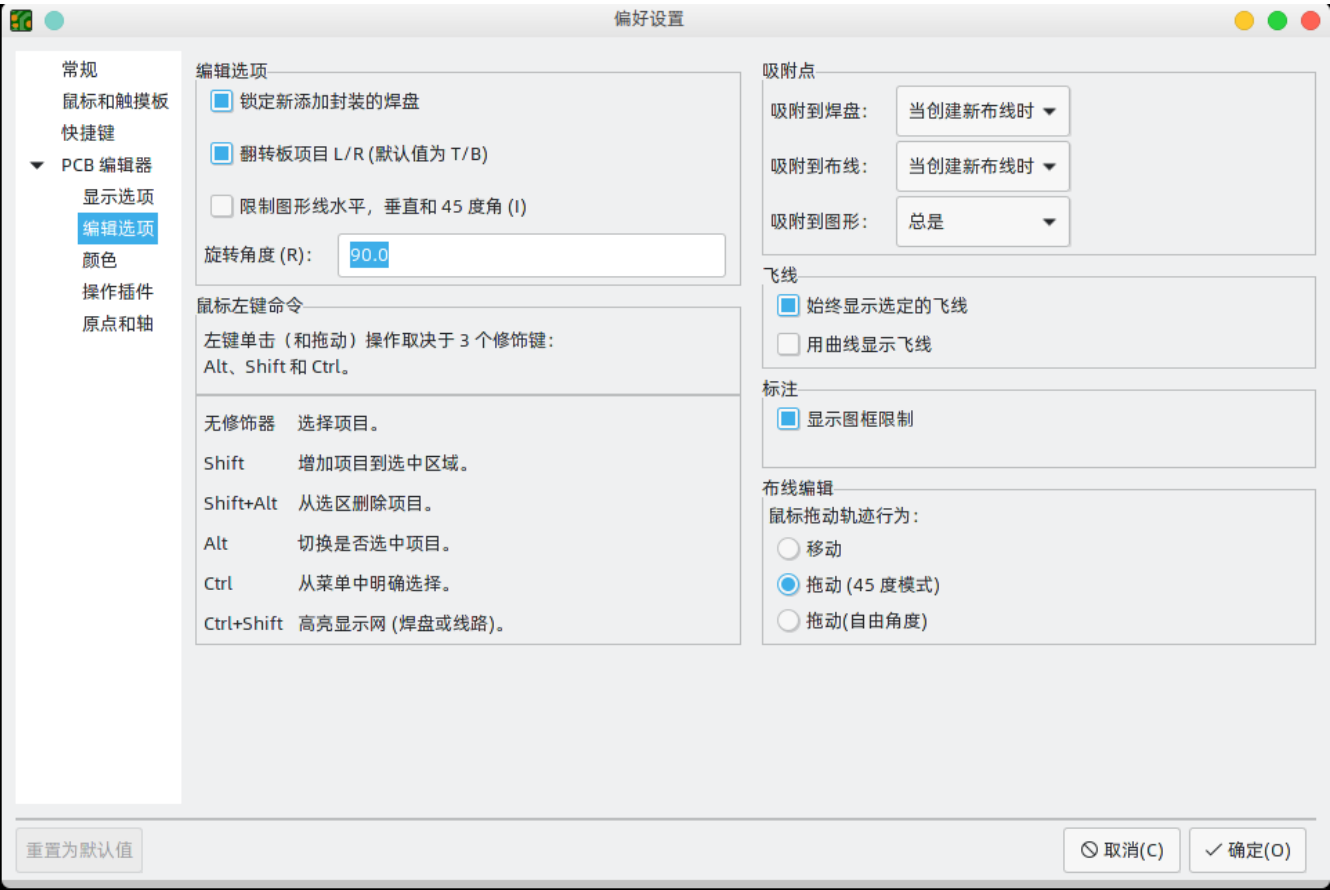 偏好设置
常规
鼠标和触摸板
快捷键
PCB 编辑器
显示选项
编辑选项
颜色
操作插件
原点和轴
编辑选项
锁定新添加封装的焊盘
翻转板项目 L/R (默认值为 T/B)
限制图形线水平，垂直和 45 度角 (I)
旋转角度 (R)：
90.0
鼠标左键命令
左键单击（和拖动）操作取决于 3 个修饰键：
Alt、Shift 和 Ctrl。
无修饰器 选择项目。
Shift 增加项目到选中区域。
Shift+Alt 从选区删除项目。
Alt 切换是否选中项目。
Ctrl 从菜单中明确选择。
Ctrl+Shift 高亮显示网 (焊盘或线路)。
吸附点
吸附到焊盘： 当创建新布线时
吸附到布线： 当创建新布线时
吸附到图形： 总是
飞线
始终显示选定的飞线
用曲线显示飞线
标注
显示图框限制
布线编辑
鼠标拖动轨迹行为：
移动
拖动 (45 度模式)
拖动(自由角度)
重置为默认值
取消(C)
确定(O)